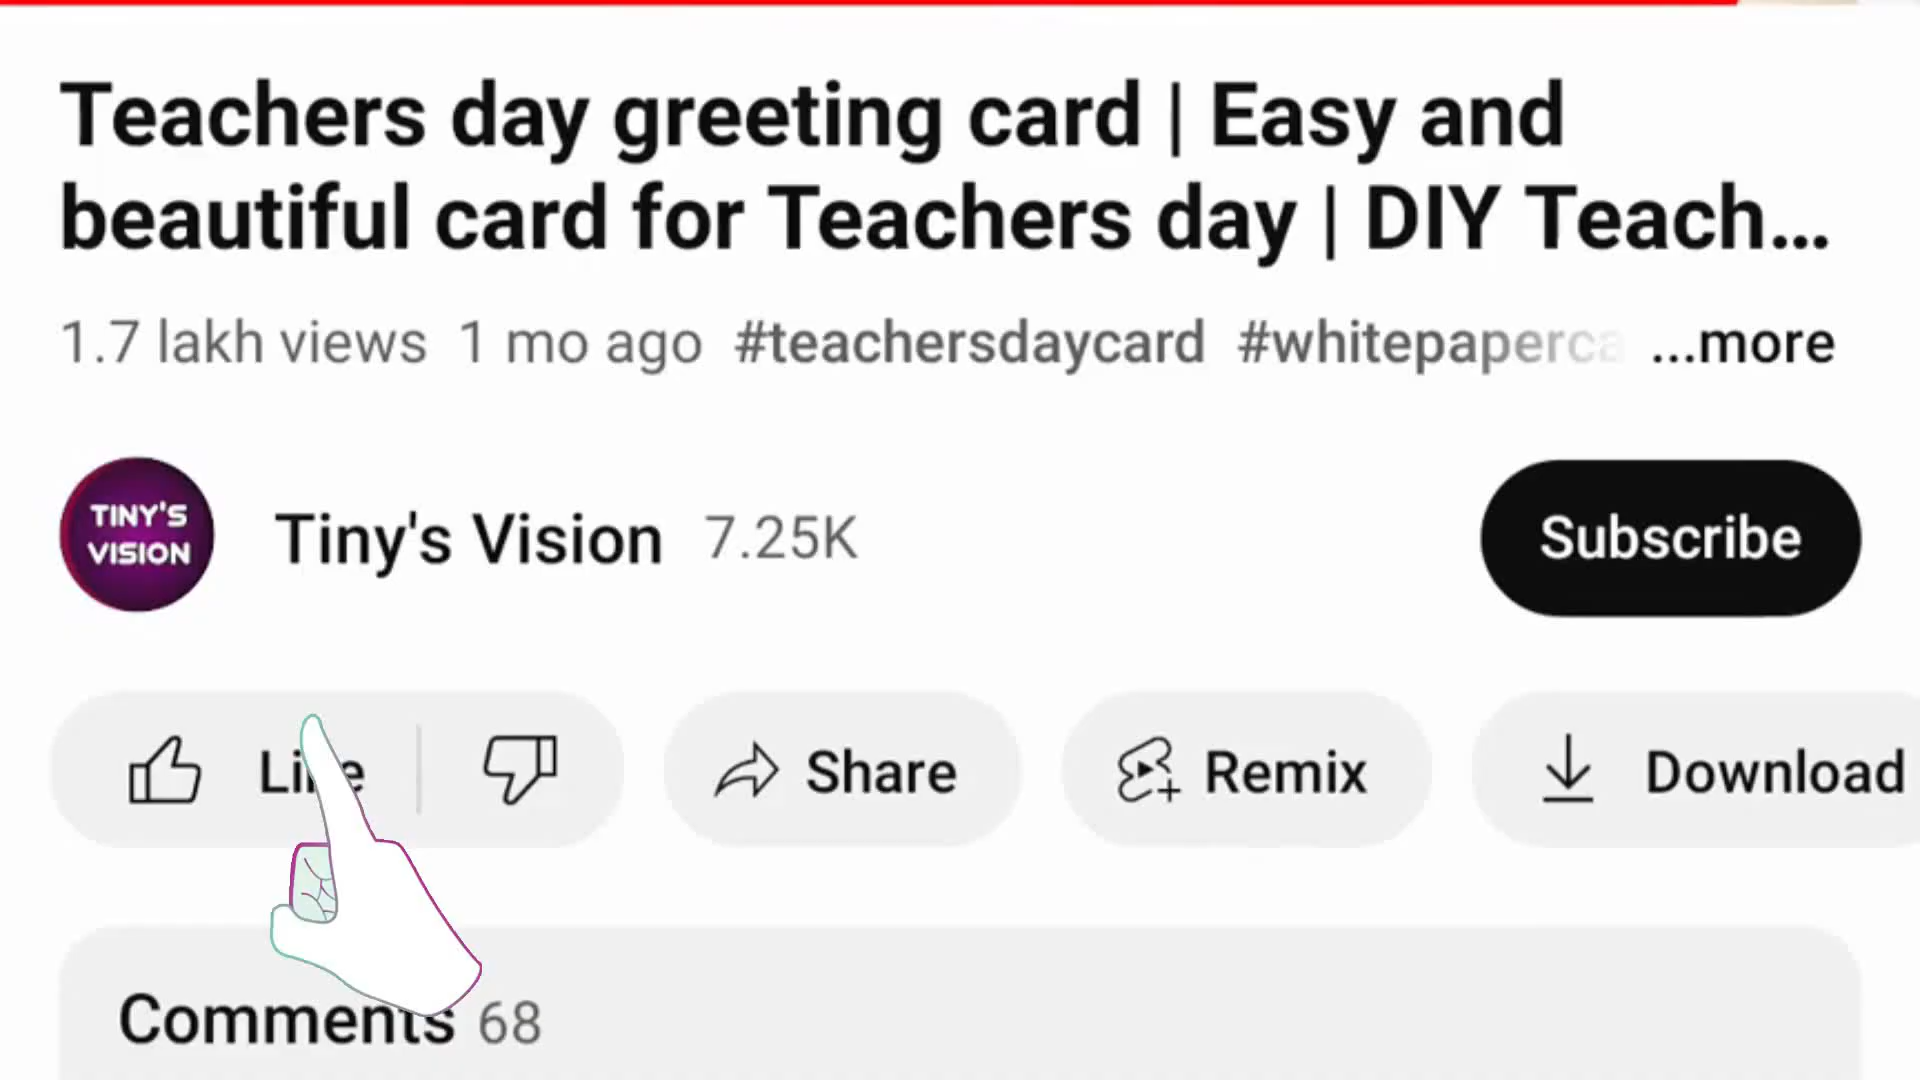 Teachers day greeting card | Easy and
beautiful card for Teachers day | DIY Teach...
1.7 lakh views 1 mo ago #teachersdaycard #whitepaperca ...more
TINY'S
VISION
Tiny's Vision 7.25K
Subscribe
Like
Share
Remix
Download
Comments 68